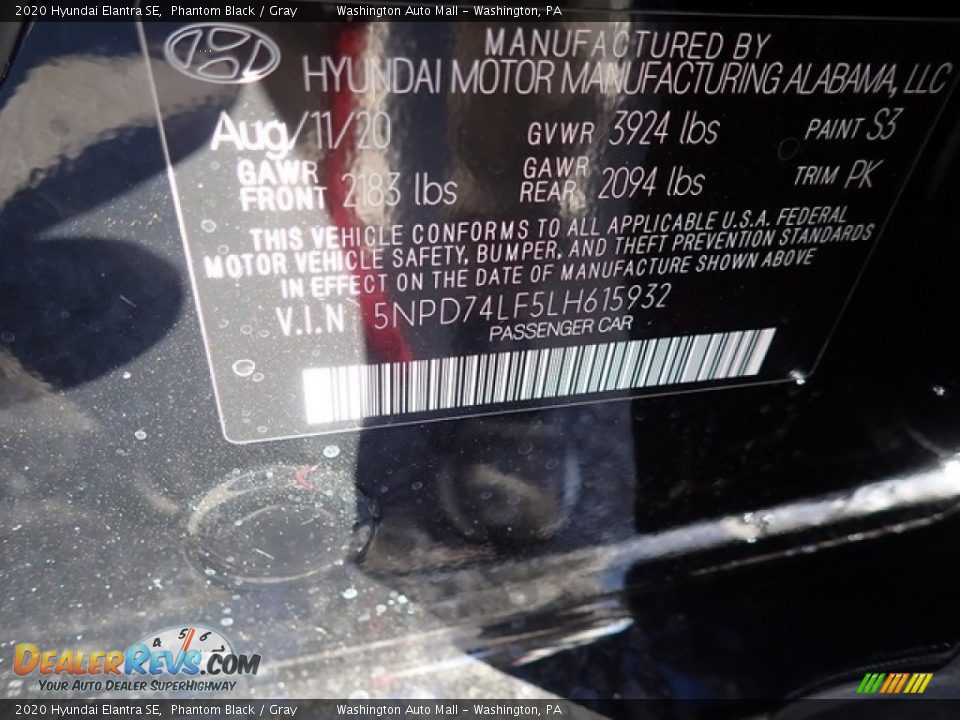 2020 Hyundai Elantra SE, Phantom Black / Gray Washington Auto Mall - Washington, PA
MANUFACTURED BY
HYUNDAI MOTOR MANUFACTURING ALABAMA, LLC
Aug/11/20 GVWR 3924 lbs PAINT S3
GAWR FRONT 2183 lbs GAWR REAR 2094 lbs TRIM PK
THIS VEHICLE CONFORMS TO ALL APPLICABLE U.S.A. FEDERAL
MOTOR VEHICLE SAFETY, BUMPER, AND THEFT PREVENTION STANDARDS
IN EFFECT ON THE DATE OF MANUFACTURE SHOWN ABOVE
V.I.N 5NPD74LF5LH615932
PASSENGER CAR
4 5 6
DEALERREVS.COM
YOUR AUTO DEALER SUPERHIGHWAY
2020 Hyundai Elantra SE, Phantom Black / Gray Washington Auto Mall - Washington, PA